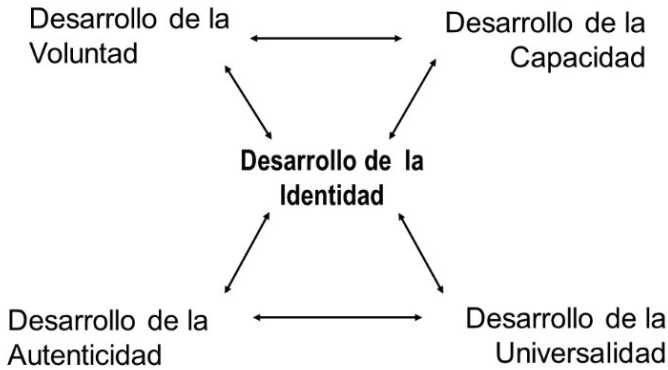 Desarrollo de la
Voluntad
Desarrollo de la
Capacidad
Desarrollo de la
Identidad
Desarrollo de la
Autenticidad
Desarrollo de la
Universalidad